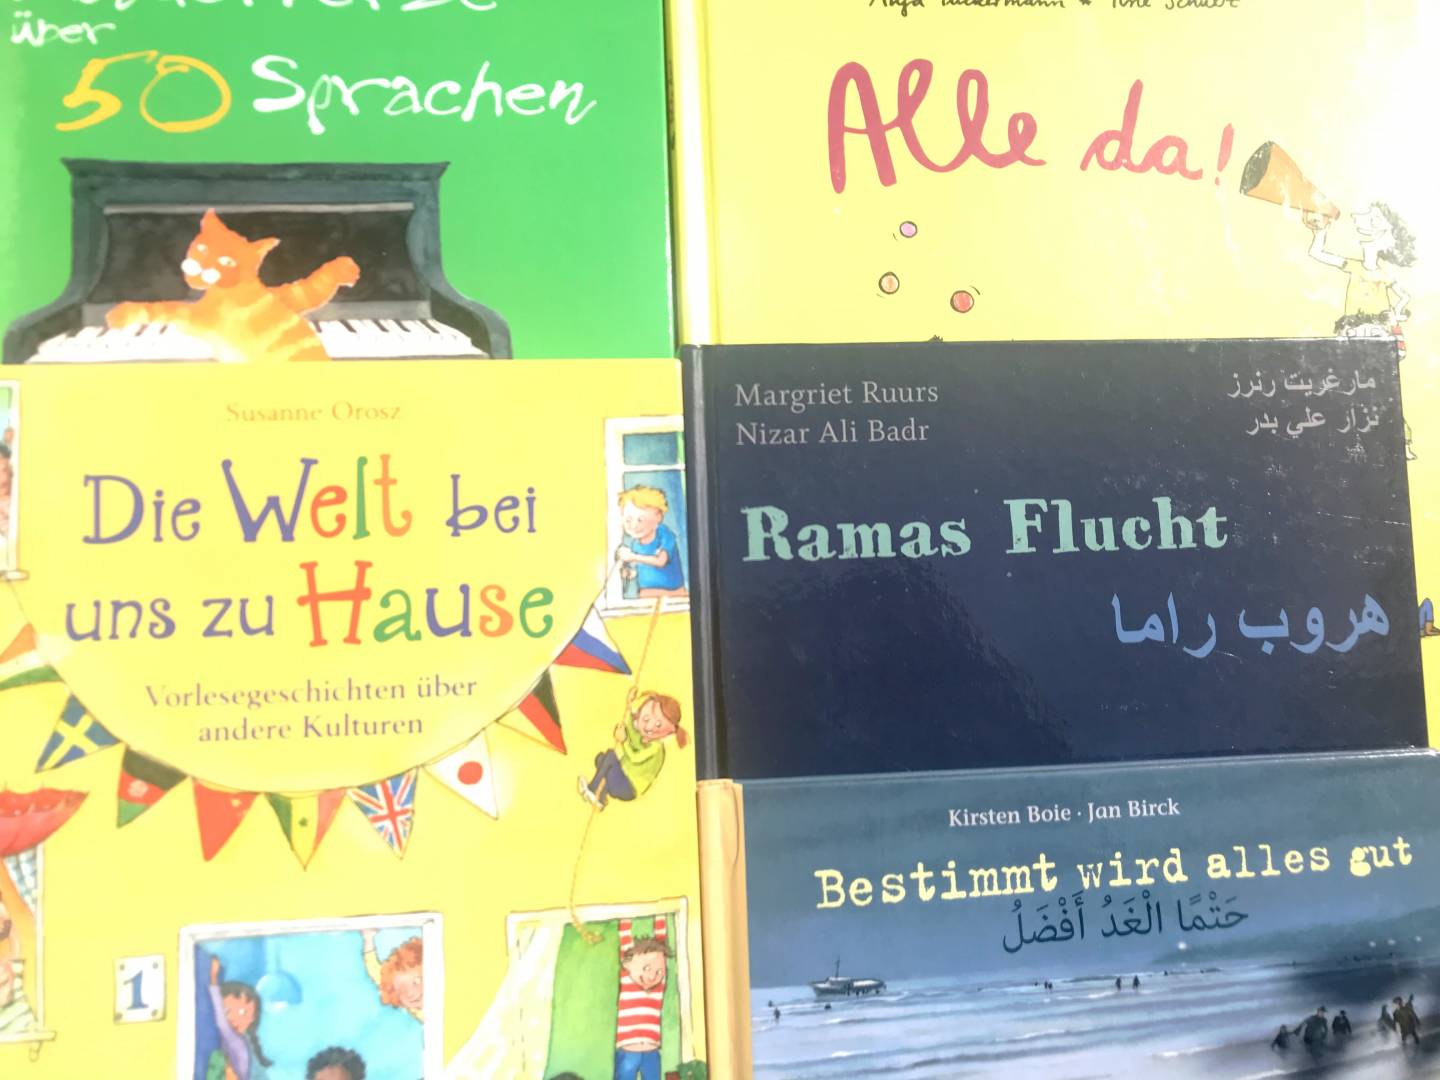 über
50 Sprachen
Alle da!
Susanne Orosz
Die Welt bei
uns zu Hause
Vorlesegeschichten über
andere Kulturen
1
Margriet Ruurs
Nizar Ali Badr
مارغريت رنرز
نزار علي بدر
Ramas Flucht
هروب راما
Kirsten Boie · Jan Birck
Bestimmt wird alles gut
حَتْمًا الْغَدُ أَفْضَلُ